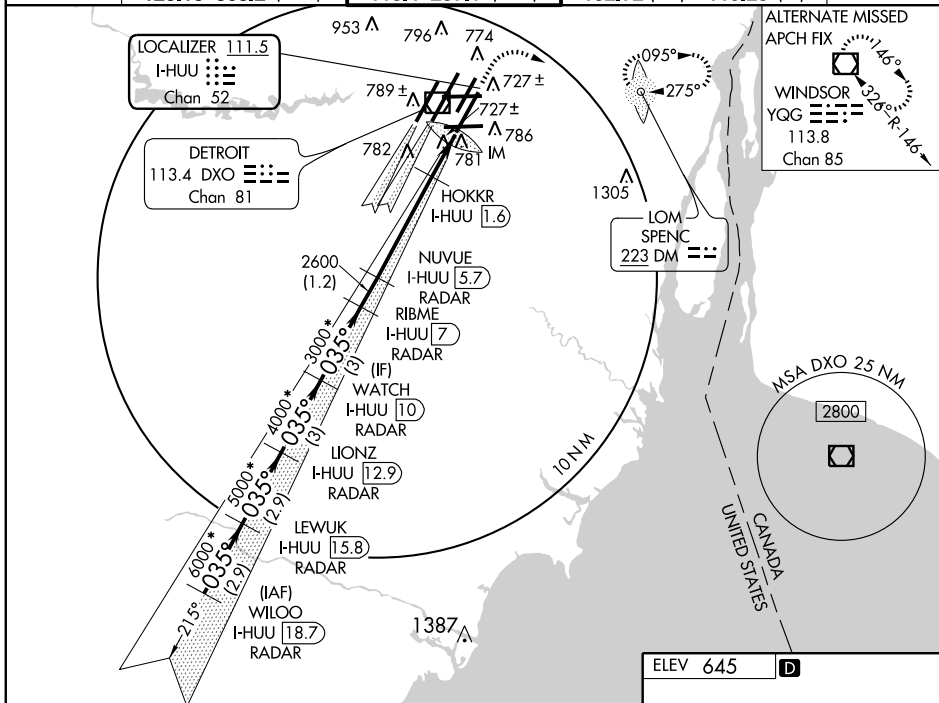 953
796
774
LOCALIZER 111.5
I-HUU
Chan 52
789 ±
727 ±
727 ±
786
782
781
IM
DETROIT
113.4 DXO
Chan 81
095°
275°
ALTERNATE MISSED
APCH FIX
146°
WINDSOR
326°
R-146
YQG
113.8
Chan 85
1305
LOM
SPENC
223 DM
HOKKR
I-HUU 1.6
2600
(1.2)
NUVUE
I-HUU 5.7
RADAR
RIBME
I-HUU 7
RADAR
3000*
035°
(3)
(IF)
WATCH
I-HUU 10
RADAR
4000*
035°
(3)
LIONZ
I-HUU 12.9
RADAR
5000*
035°
(2.9)
LEWUK
I-HUU 15.8
RADAR
6000*
035°
(2.9)
(IAF)
WILOO
I-HUU 18.7
RADAR
215°
10 NM
MSA DXO 25 NM
2800
CANADA
UNITED STATES
1387
ELEV 645 D